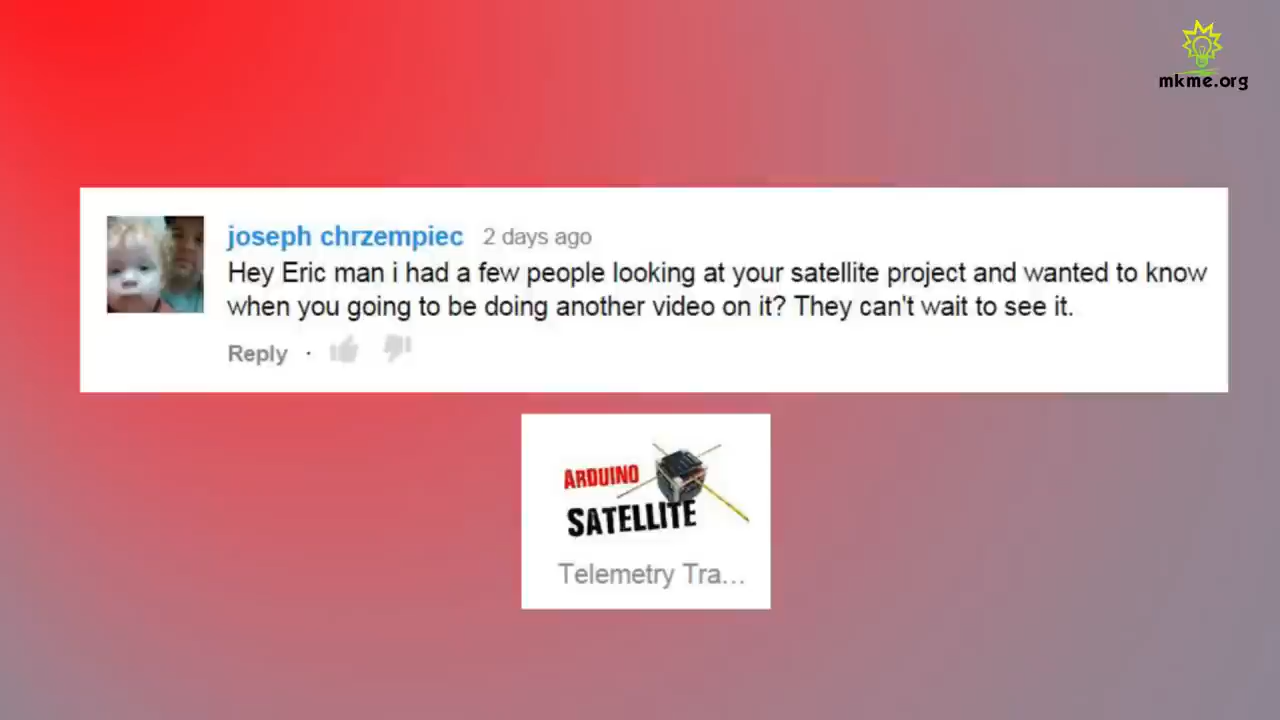 mkme.org
joseph chrzempiec 2 days ago
Hey Eric man i had a few people looking at your satellite project and wanted to know
when you going to be doing another video on it? They can't wait to see it.
Reply ·
ARDUINO
SATELLITE
Telemetry Tra...